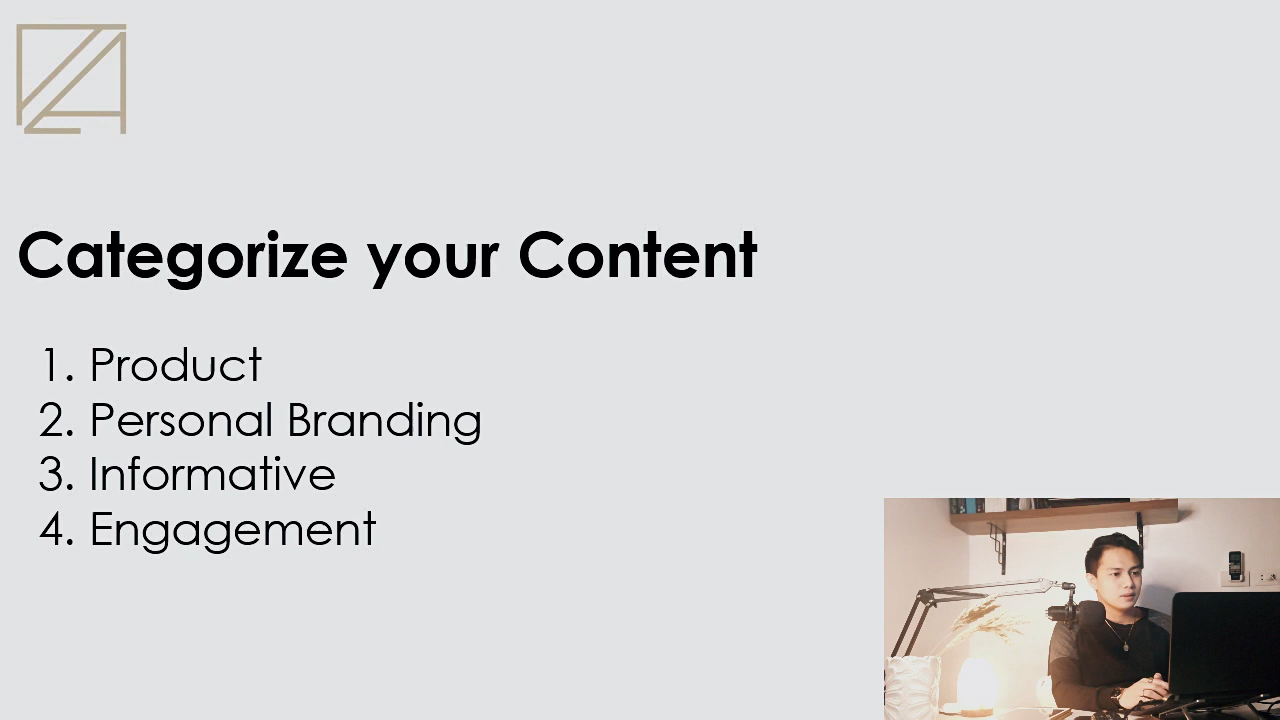 Categorize your Content
1. Product
2. Personal Branding
3. Informative
4. Engagement